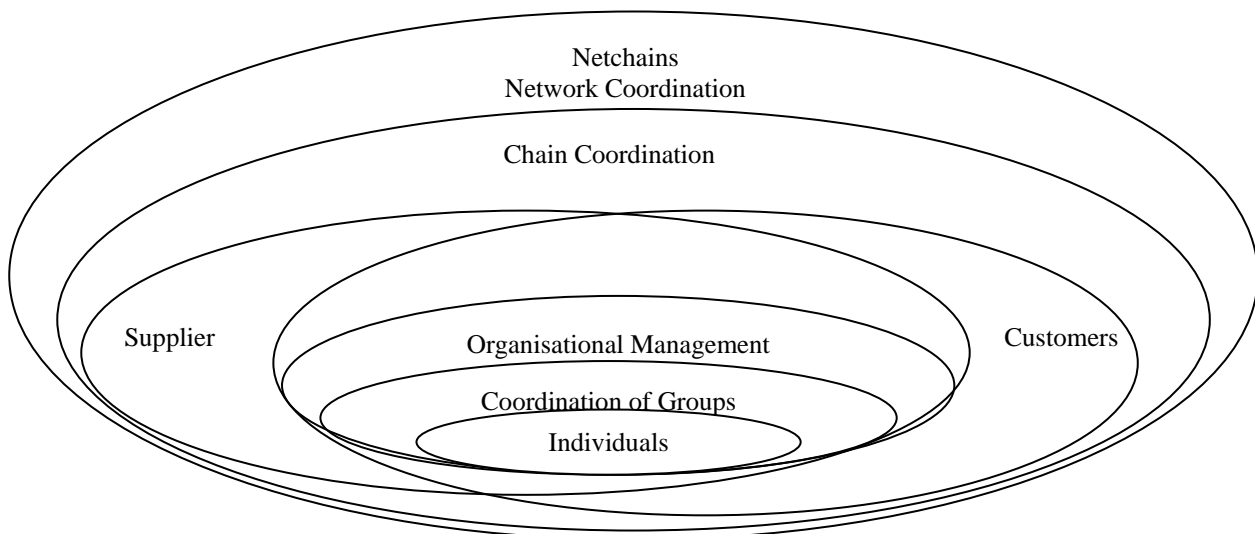 Netchains
Network Coordination
Chain Coordination
Supplier
Customers
Organisational Management
Coordination of Groups
Individuals